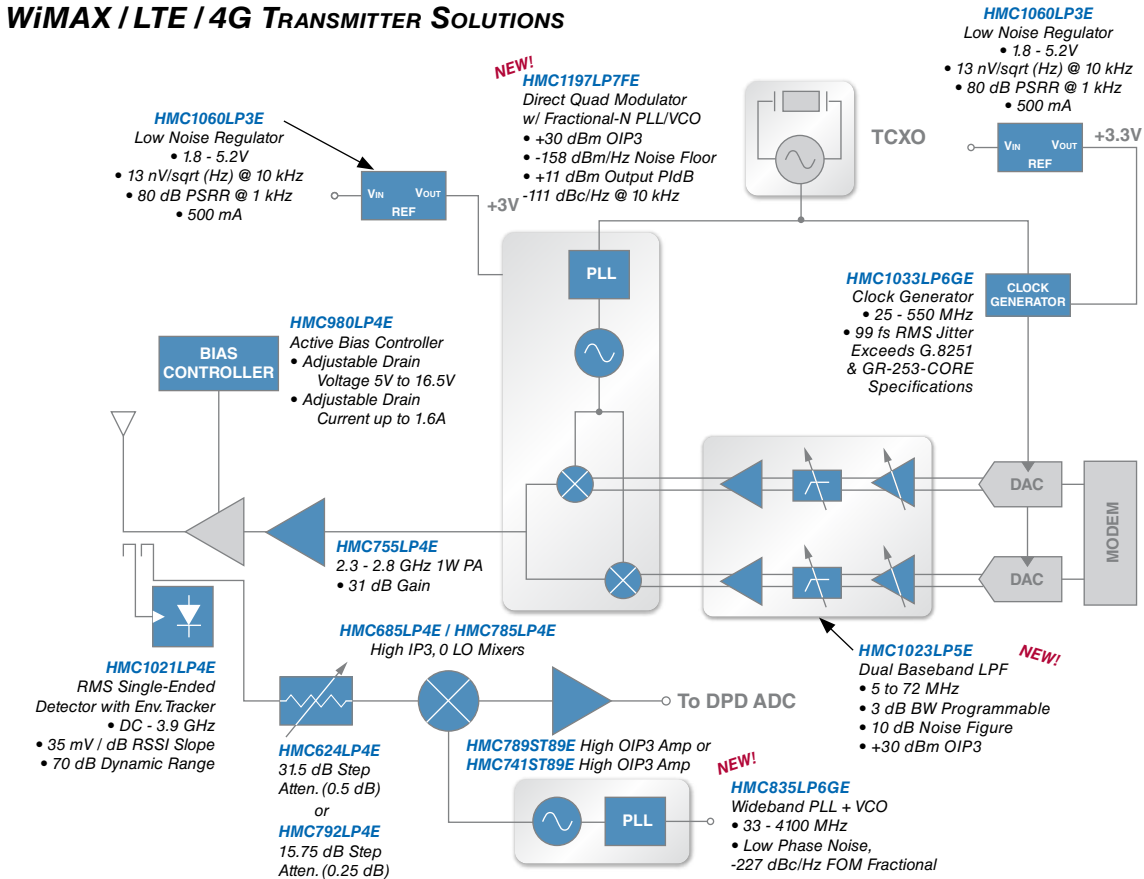 WiMAX / LTE / 4G Transmitter Solutions
HMC1060LP3E
Low Noise Regulator
• 1.8 - 5.2V
• 13 nV/sqrt (Hz) @ 10 kHz
• 80 dB PSRR @ 1 kHz
• 500 mA
VIN VOUT
REF
+3V
NEW!
HMC1197LP7FE
Direct Quad Modulator
w/ Fractional-N PLL/VCO
• +30 dBm OIP3
• -158 dBm/Hz Noise Floor
• +11 dBm Output PIdB
-111 dBc/Hz @ 10 kHz
TCXO
HMC1060LP3E
Low Noise Regulator
• 1.8 - 5.2V
• 13 nV/sqrt (Hz) @ 10 kHz
• 80 dB PSRR @ 1 kHz
• 500 mA
VIN VOUT
REF
+3.3V
PLL
HMC1033LP6GE
Clock Generator
• 25 - 550 MHz
• 99 fs RMS Jitter
Exceeds G.8251
& GR-253-CORE
Specifications
CLOCK
GENERATOR
BIAS
CONTROLLER
HMC980LP4E
Active Bias Controller
• Adjustable Drain
Voltage 5V to 16.5V
• Adjustable Drain
Current up to 1.6A
DAC
DAC
MODEM
HMC755LP4E
2.3 - 2.8 GHz 1W PA
• 31 dB Gain
HMC1021LP4E
RMS Single-Ended
Detector with Env.Tracker
• DC - 3.9 GHz
• 35 mV / dB RSSI Slope
• 70 dB Dynamic Range
HMC685LP4E / HMC785LP4E
High IP3, 0 LO Mixers
To DPD ADC
NEW!
HMC1023LP5E
Dual Baseband LPF
• 5 to 72 MHz
• 3 dB BW Programmable
• 10 dB Noise Figure
• +30 dBm OIP3
HMC624LP4E
31.5 dB Step
Atten. (0.5 dB)
or
HMC792LP4E
15.75 dB Step
Atten. (0.25 dB)
HMC789ST89E High OIP3 Amp or
HMC741ST89E High OIP3 Amp
PLL
NEW!
HMC835LP6GE
Wideband PLL + VCO
• 33 - 4100 MHz
• Low Phase Noise,
-227 dBc/Hz FOM Fractional